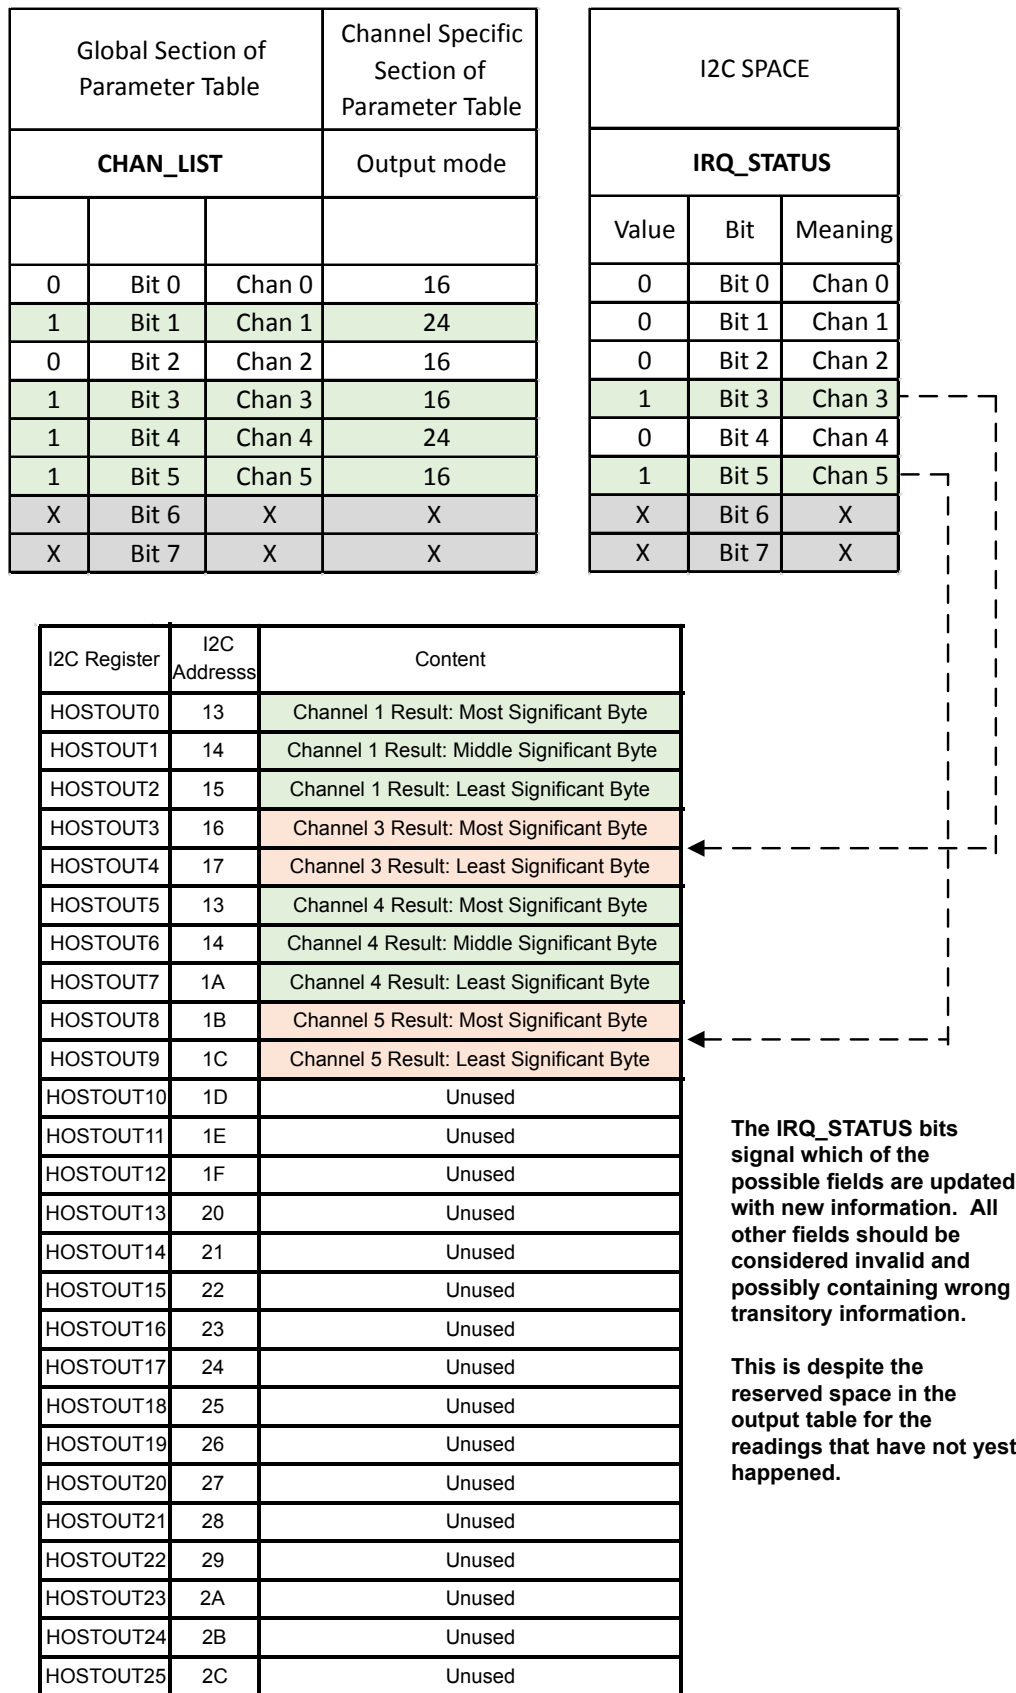 Global Section of
Parameter Table
Channel Specific
Section of
Parameter Table
CHAN_LIST Output mode
0 Bit 0 Chan 0 16
1 Bit 1 Chan 1 24
0 Bit 2 Chan 2 16
1 Bit 3 Chan 3 16
1 Bit 4 Chan 4 24
1 Bit 5 Chan 5 16
X Bit 6 X X
X Bit 7 X X
I2C SPACE
IRQ_STATUS
Value Bit Meaning
0 Bit 0 Chan 0
0 Bit 1 Chan 1
0 Bit 2 Chan 2
1 Bit 3 Chan 3
0 Bit 4 Chan 4
1 Bit 5 Chan 5
X Bit 6 X
X Bit 7 X
I2C Register I2C Addresss Content
HOSTOUT0 13 Channel 1 Result: Most Significant Byte
HOSTOUT1 14 Channel 1 Result: Middle Significant Byte
HOSTOUT2 15 Channel 1 Result: Least Significant Byte
HOSTOUT3 16 Channel 3 Result: Most Significant Byte
HOSTOUT4 17 Channel 3 Result: Least Significant Byte
HOSTOUT5 13 Channel 4 Result: Most Significant Byte
HOSTOUT6 14 Channel 4 Result: Middle Significant Byte
HOSTOUT7 1A Channel 4 Result: Least Significant Byte
HOSTOUT8 1B Channel 5 Result: Most Significant Byte
HOSTOUT9 1C Channel 5 Result: Least Significant Byte
HOSTOUT10 1D Unused
HOSTOUT11 1E Unused
HOSTOUT12 1F Unused
HOSTOUT13 20 Unused
HOSTOUT14 21 Unused
HOSTOUT15 22 Unused
HOSTOUT16 23 Unused
HOSTOUT17 24 Unused
HOSTOUT18 25 Unused
HOSTOUT19 26 Unused
HOSTOUT20 27 Unused
HOSTOUT21 28 Unused
HOSTOUT22 29 Unused
HOSTOUT23 2A Unused
HOSTOUT24 2B Unused
HOSTOUT25 2C Unused
The IRQ_STATUS bits
signal which of the
possible fields are updated
with new information. All
other fields should be
considered invalid and
possibly containing wrong
transitory information.
This is despite the
reserved space in the
output table for the
readings that have not yest
happened.